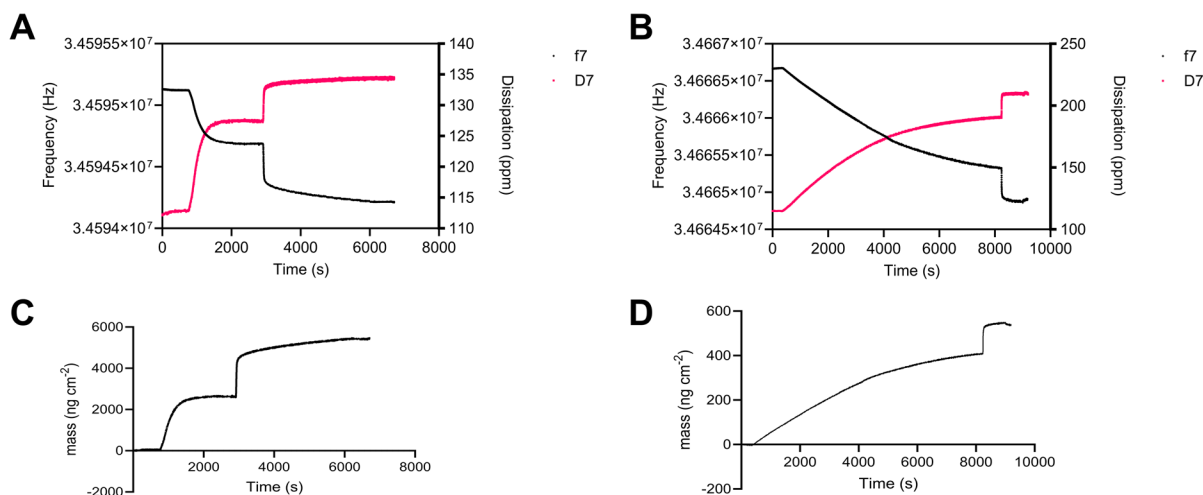 A
3.45955×10⁷
3.4595×10⁷
3.45945×10⁷
3.4594×10⁷
Frequency (Hz)
0
2000
4000
6000
8000
Time (s)
140
135
130
125
120
115
110
Dissipation (ppm)
f7
D7
B
3.4667×10⁷
3.46665×10⁷
3.4666×10⁷
3.46655×10⁷
3.4665×10⁷
3.46645×10⁷
Frequency (Hz)
0
2000
4000
6000
8000
10000
Time (s)
250
200
150
100
Dissipation (ppm)
f7
D7
C
6000
4000
2000
0
-2000
mass (ng cm⁻²)
2000
4000
6000
8000
Time (s)
D
600
400
200
0
-200
mass (ng cm⁻²)
2000
4000
6000
8000
10000
Time (s)